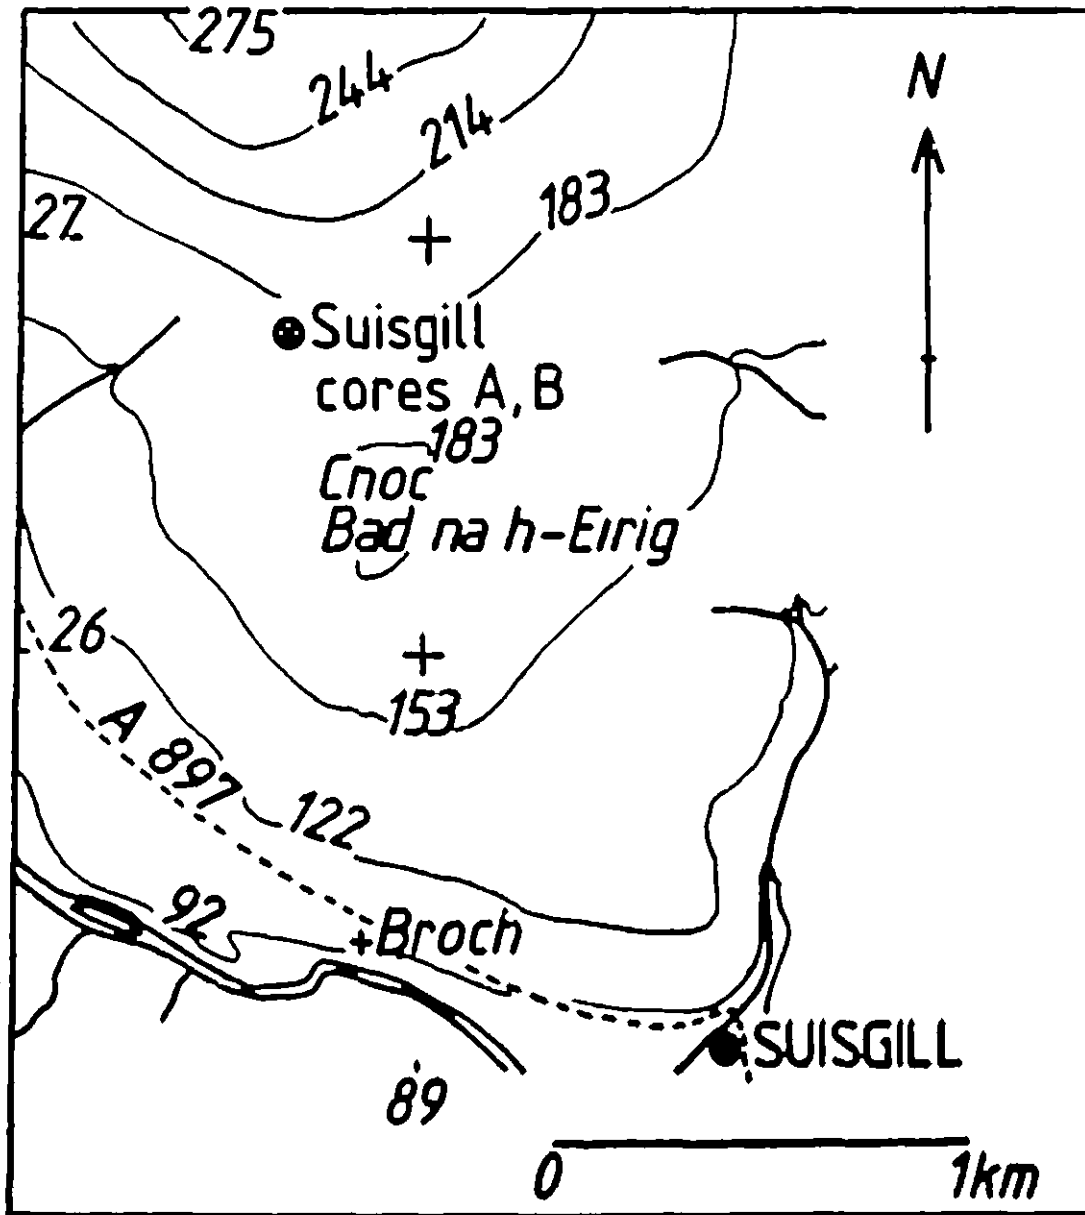 275
244
N
214
183
27
Suisgill
cores A, B
183
Cnoc
Bad na h-Eirig
26
153
A 897
122
92
Broch
SUISGILL
89
0 1km